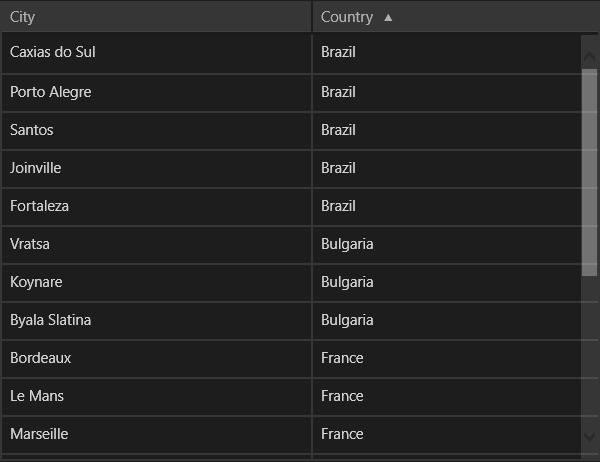 City Country ▲
Caxias do Sul Brazil
Porto Alegre Brazil
Santos Brazil
Joinville Brazil
Fortaleza Brazil
Vratsa Bulgaria
Koynare Bulgaria
Byala Slatina Bulgaria
Bordeaux France
Le Mans France
Marseille France